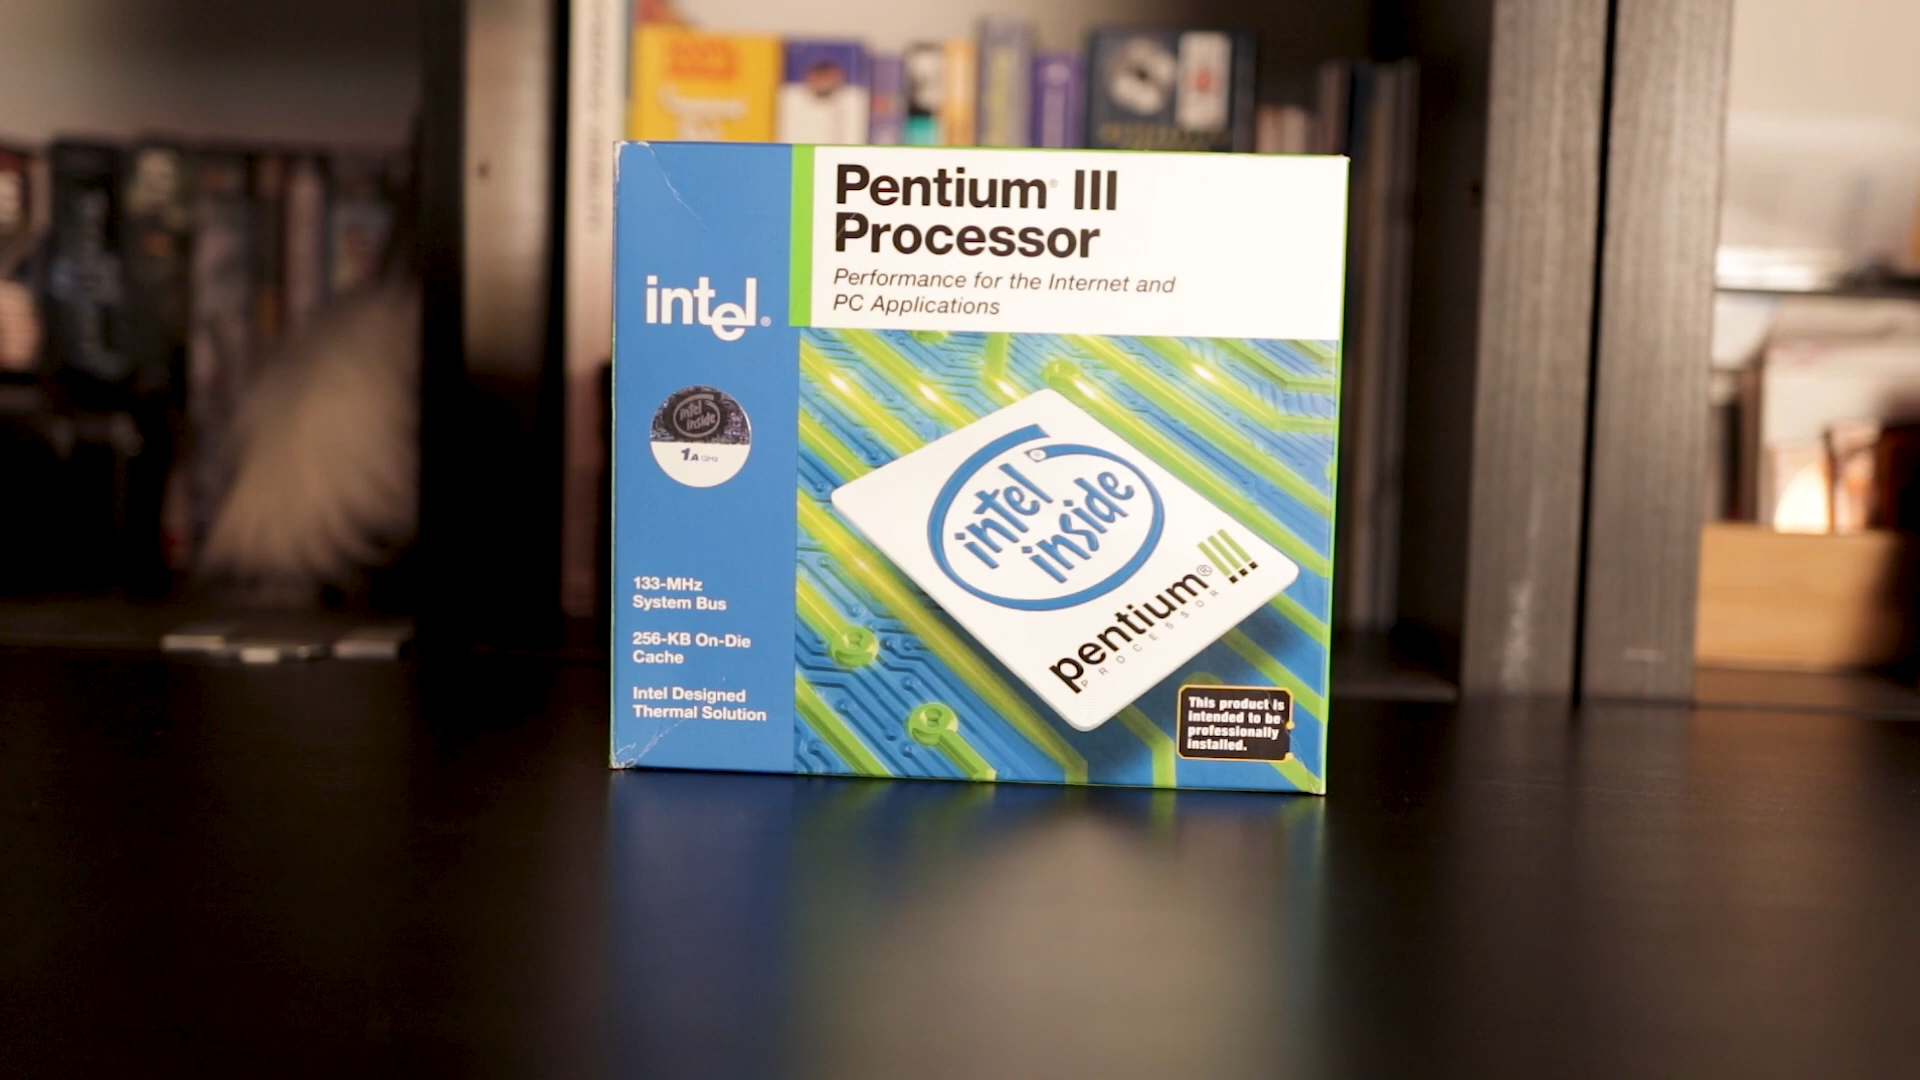 Pentium® III
Processor
Performance for the Internet and
PC Applications
intel®
intel
inside
1A GHz
133-MHz
System Bus
256-KB On-Die
Cache
Intel Designed
Thermal Solution
intel®
inside
pentium® III
PROCESSOR
This product is
intended to be
professionally
installed.